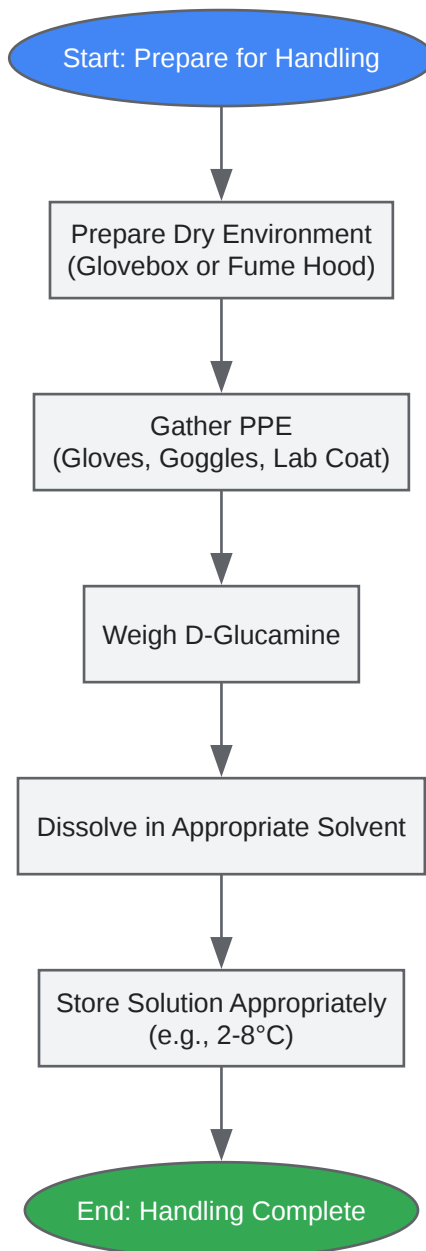 Start: Prepare for Handling
Prepare Dry Environment
(Glovebox or Fume Hood)
Gather PPE
(Gloves, Goggles, Lab Coat)
Weigh D-Glucamine
Dissolve in Appropriate Solvent
Store Solution Appropriately
(e.g., 2-8°C)
End: Handling Complete